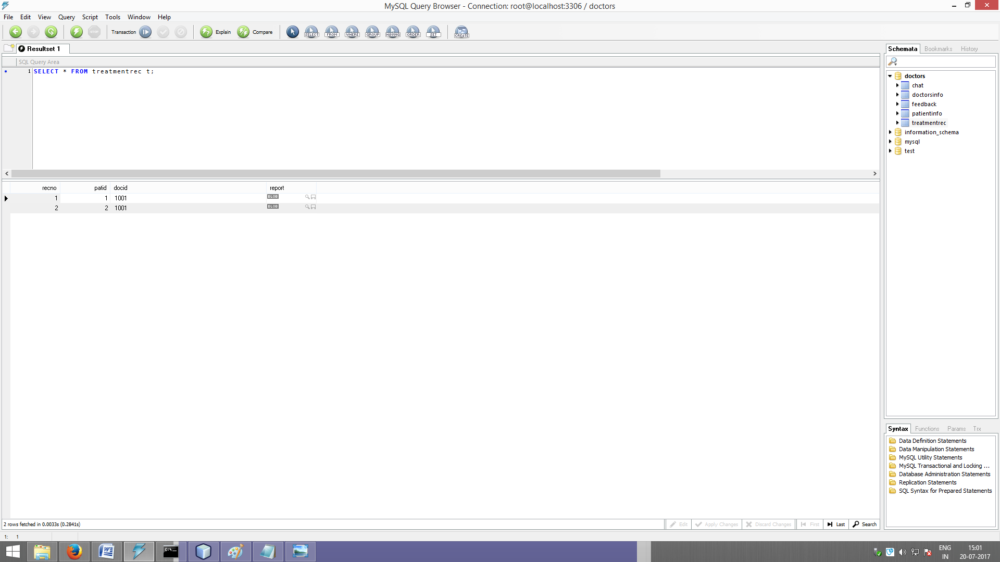 MySQL Query Browser - Connection: root@localhost:3306 / doctors
File Edit View Query Script Tools Window Help
STOP Transaction Explain Compare SELECT FROM WHERE GROUP HAVING ORDER SET CREATE
Resultset 1
SQL Query Area
1 SELECT * FROM treatmentrec t;
recno patid docid report
1 1 1001 BLOB
2 2 1001 BLOB
2 rows fetched in 0.0033s (0.2841s)
Edit Apply Changes Discard Changes First Last Search
1: 1
Schemata Bookmarks History
doctors
chat
doctorsinfo
feedback
patientinfo
treatmentrec
information_schema
mysql
test
Syntax Functions Params Trx
Data Definition Statements
Data Manipulation Statements
MySQL Utility Statements
MySQL Transactional and Locking ...
Database Administration Statements
Replication Statements
SQL Syntax for Prepared Statements
C:\.
ENG 15:01
IN 20-07-2017